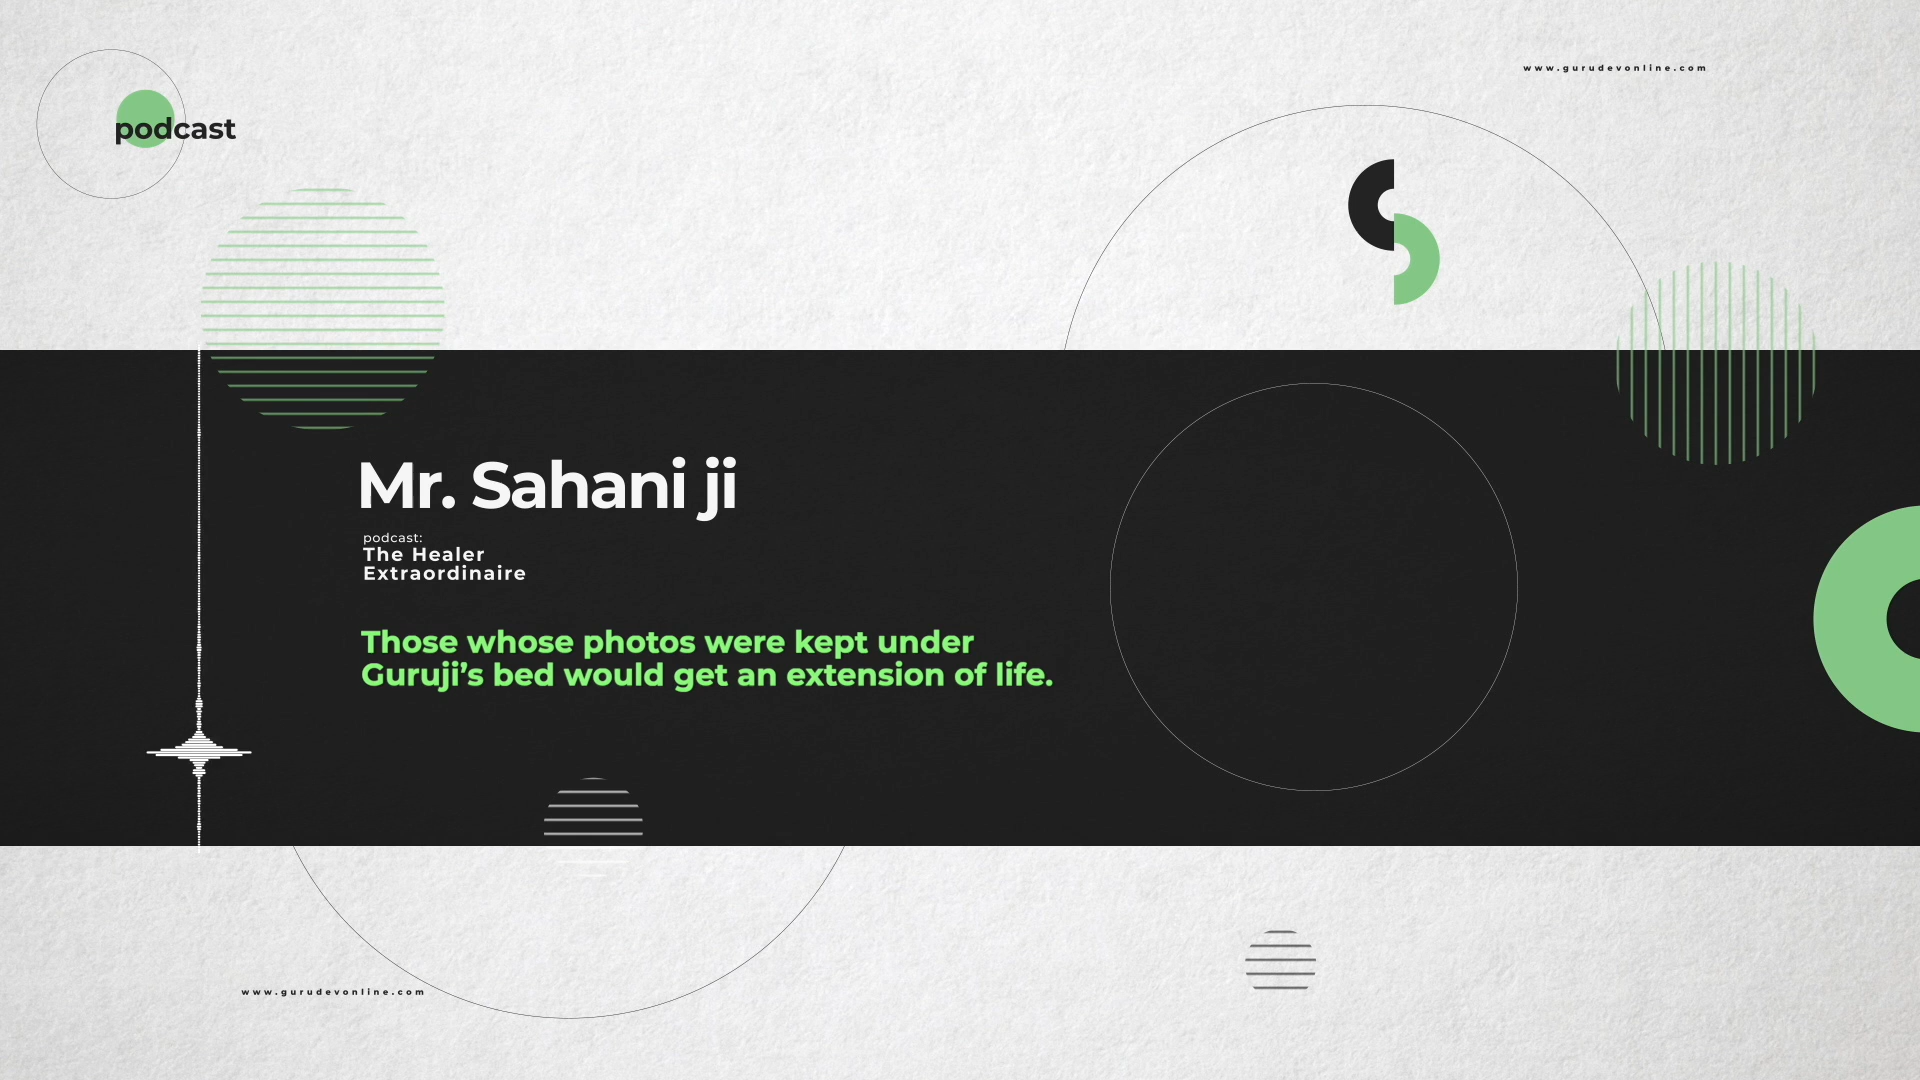 podcast
www.gurudevonline.com
Mr. Sahani ji
podcast:
The Healer
Extraordinaire
Those whose photos were kept under
Guruji’s bed would get an extension of life.
www.gurudevonline.com